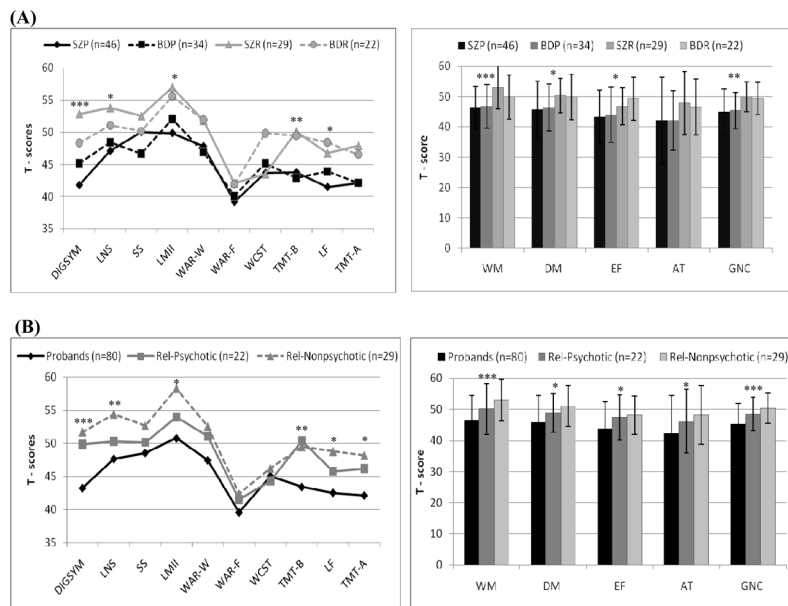 (A)
SZP (n=46) BDP (n=34) SZR (n=29) BDR (n=22)
T - scores
60
55
50
45
40
35
*** * * ** *
DIGSYM LNS SS LMII WAR-W WAR-F WCST TMT-B LF TMT-A
SZP (n=46) BDP (n=34) SZR (n=29) BDR (n=22)
T - score
60
50
40
30
20
10
0
*** * * **
WM DM EF AT GNC
(B)
Probands (n=80) Rel-Psychotic (n=22) Rel-Nonpsychotic (n=29)
T - scores
60
55
50
45
40
35
*** ** * ** * *
DIGSYM LNS SS LMII WAR-W WAR-F WCST TMT-B LF TMT-A
Probands (n=80) Rel-Psychotic (n=22) Rel-Nonpsychotic (n=29)
T - score
60
50
40
30
20
10
0
*** * * * ***
WM DM EF AT GNC